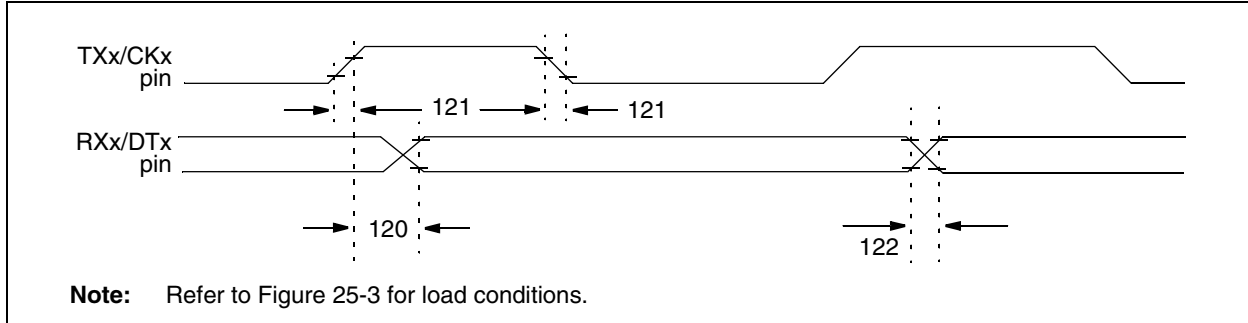 TXx/CKx
pin
121
121
RXx/DTx
pin
120
122
Note: Refer to Figure 25-3 for load conditions.